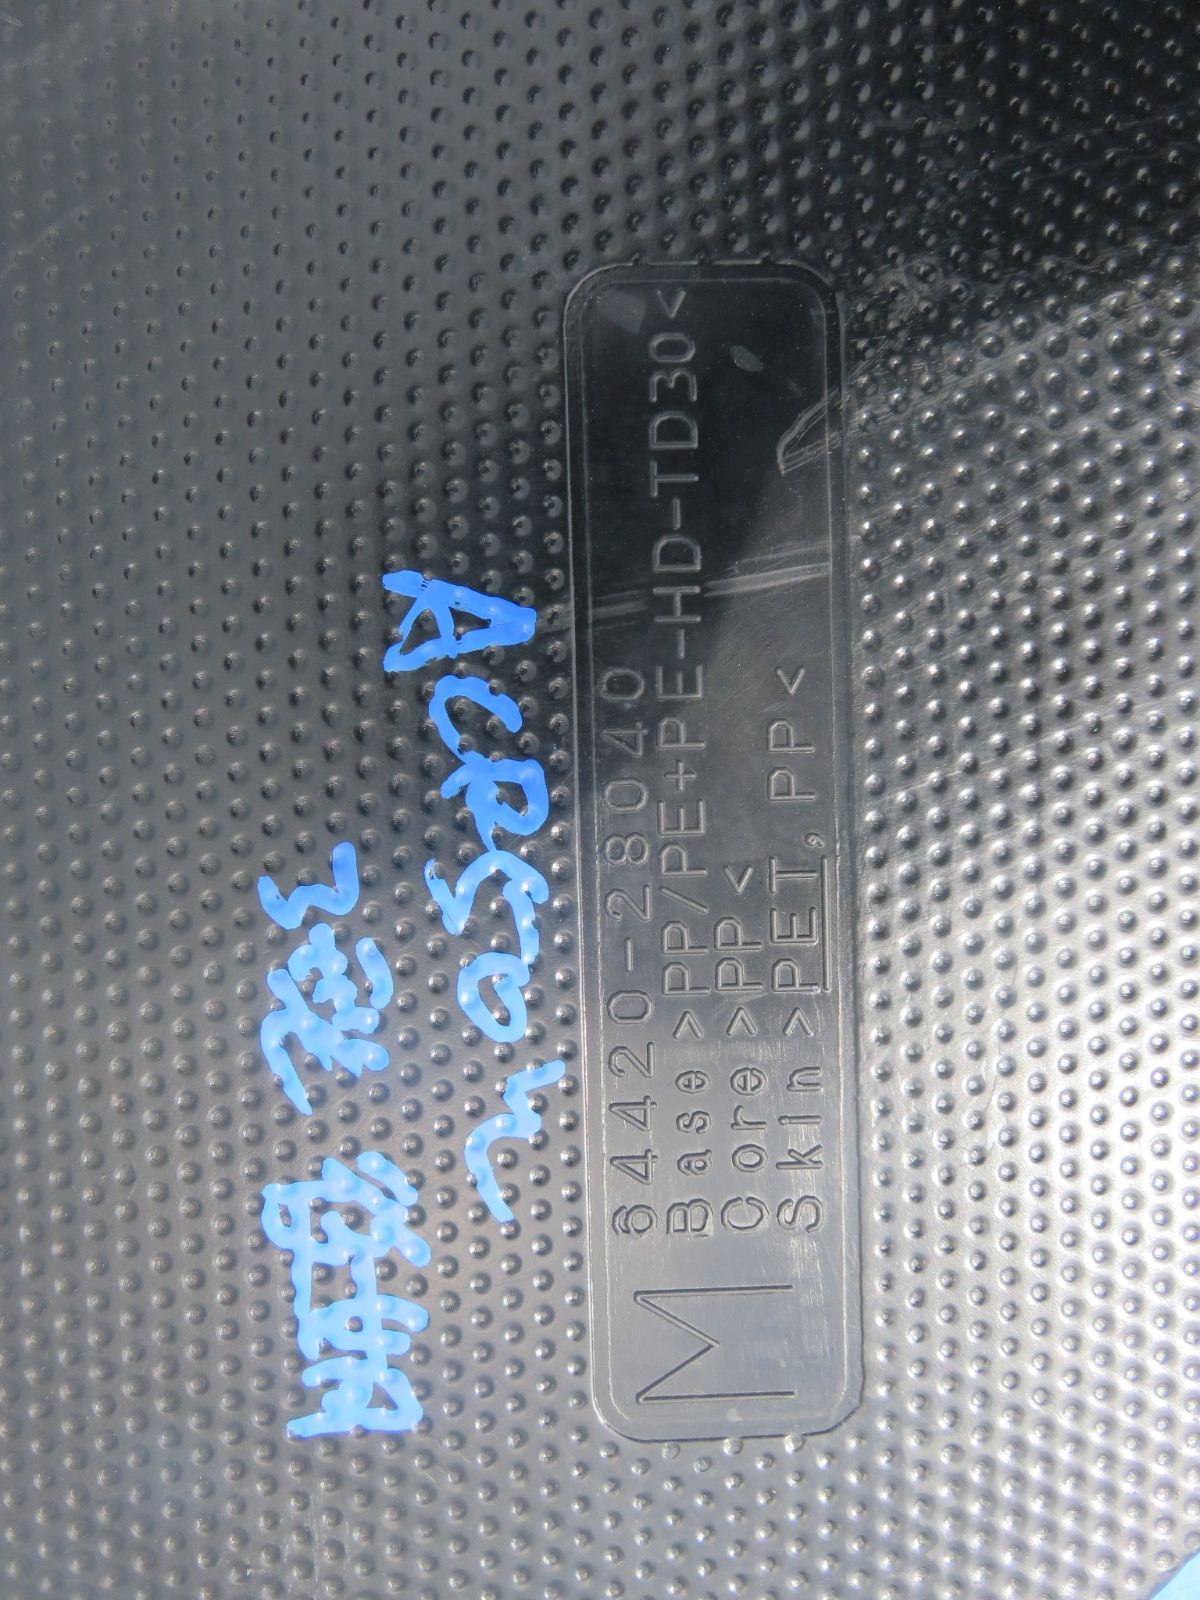 M
64420-28040
Base >PP/PE+PE-HD-TD30<
Core >PP<
Skin >PET, PP<
ACR50W